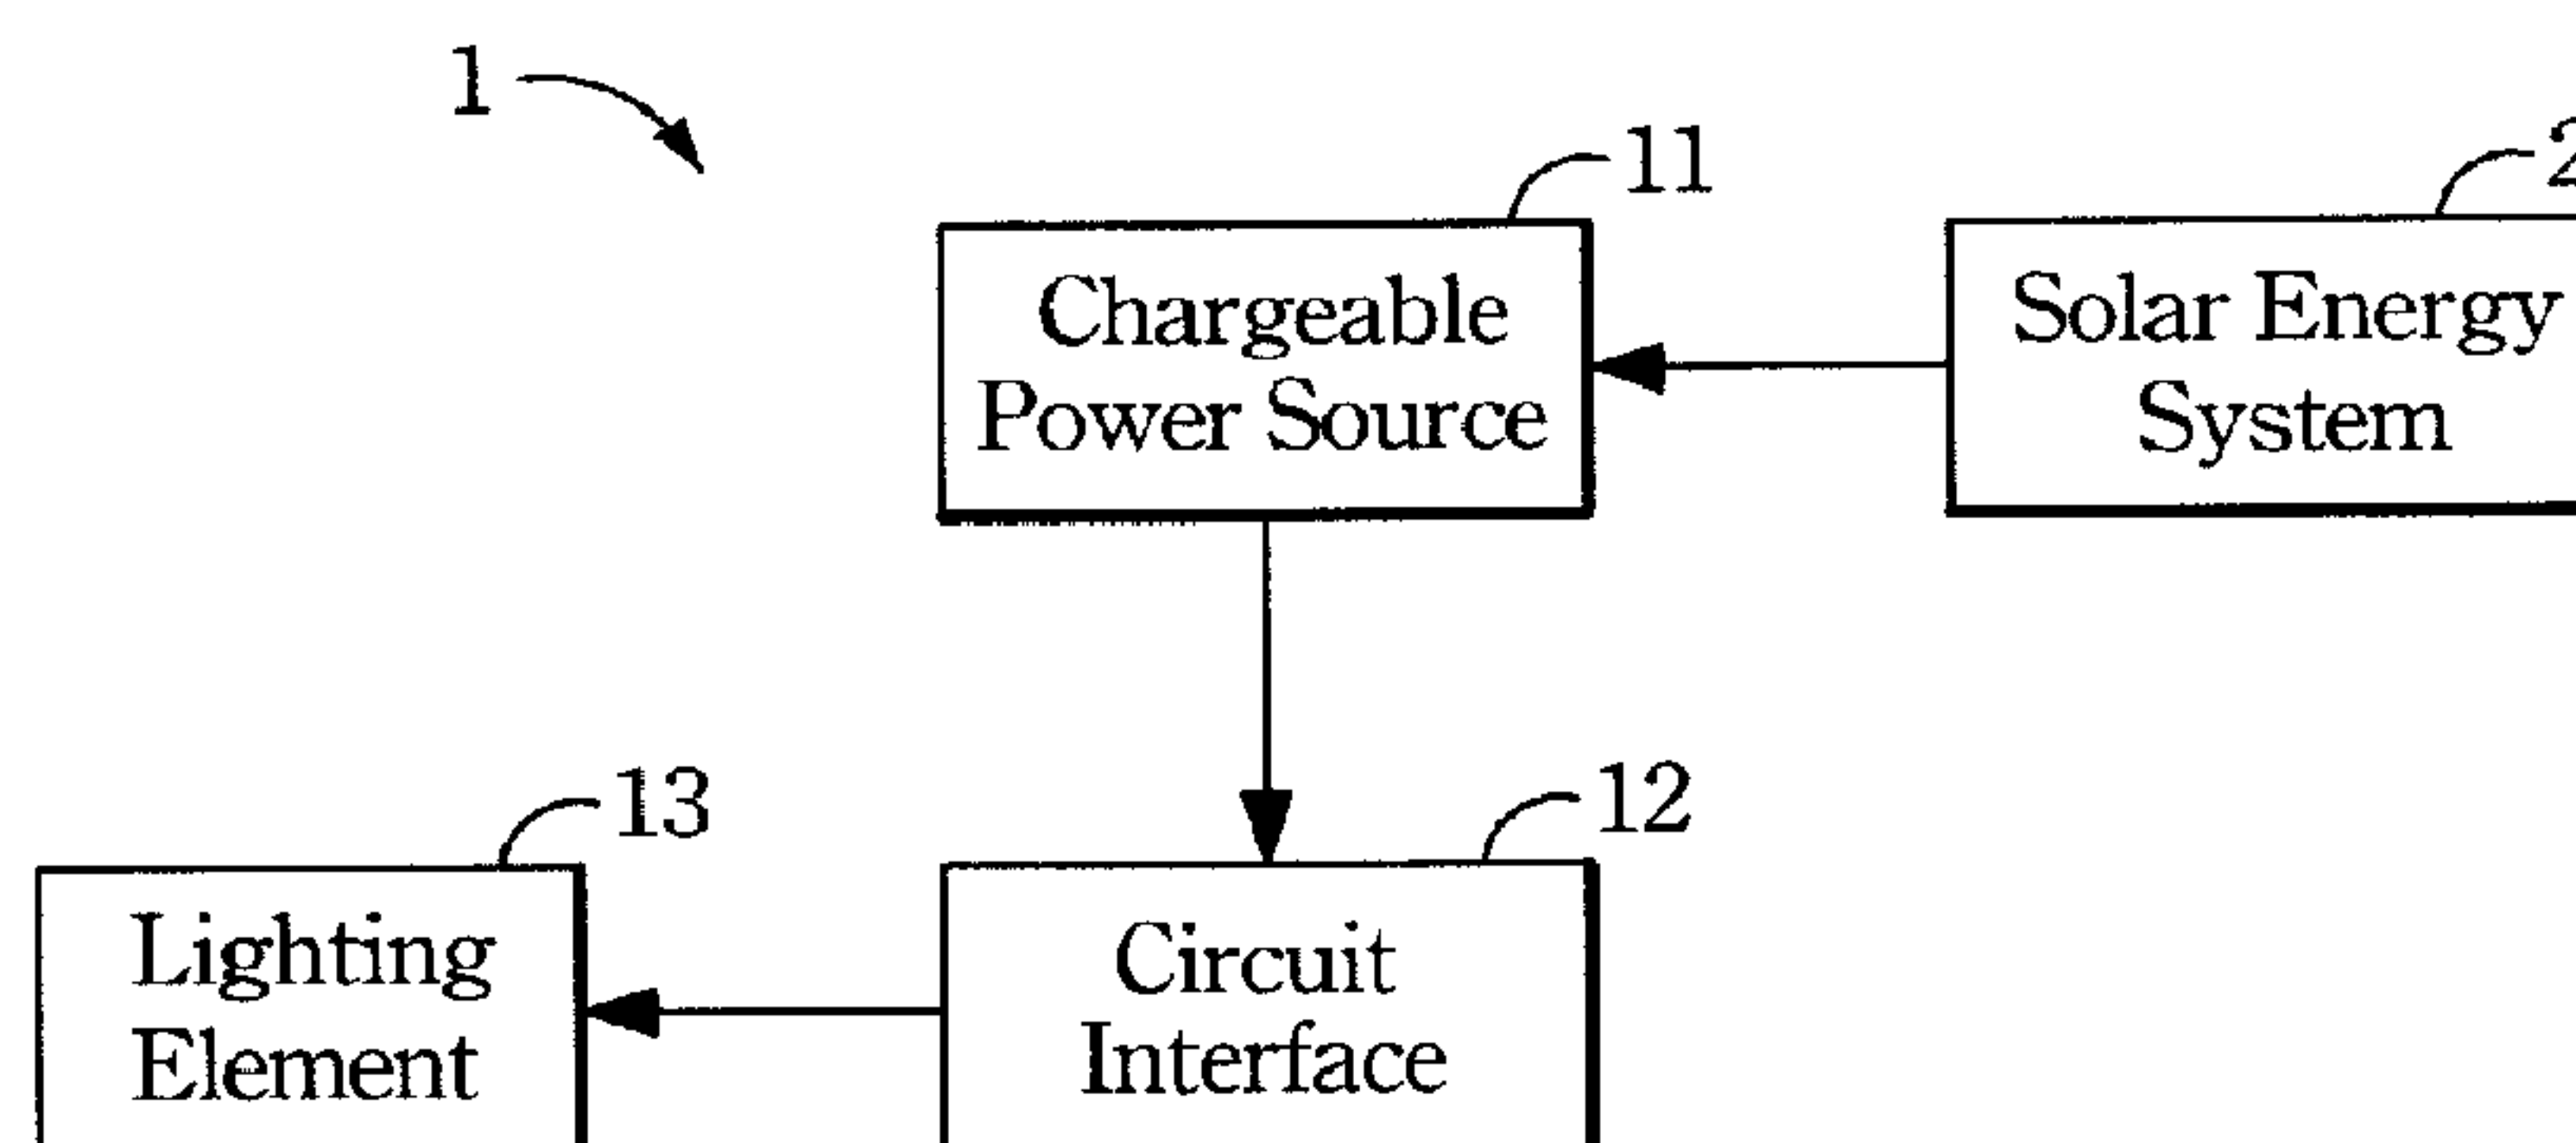 1
11
Chargeable
Power Source
Solar Energy
System
13
12
Lighting
Element
Circuit
Interface